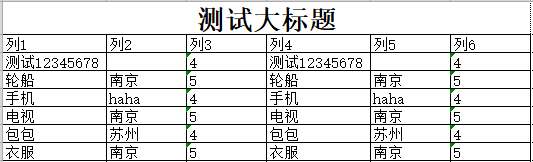 测试大标题
列1 列2 列3 列4 列5 列6
测试12345678 4 测试12345678 4
轮船 南京 5 轮船 南京 5
手机 haha 4 手机 haha 4
电视 南京 5 电视 南京 5
包包 苏州 4 包包 苏州 4
衣服 南京 5 衣服 南京 5